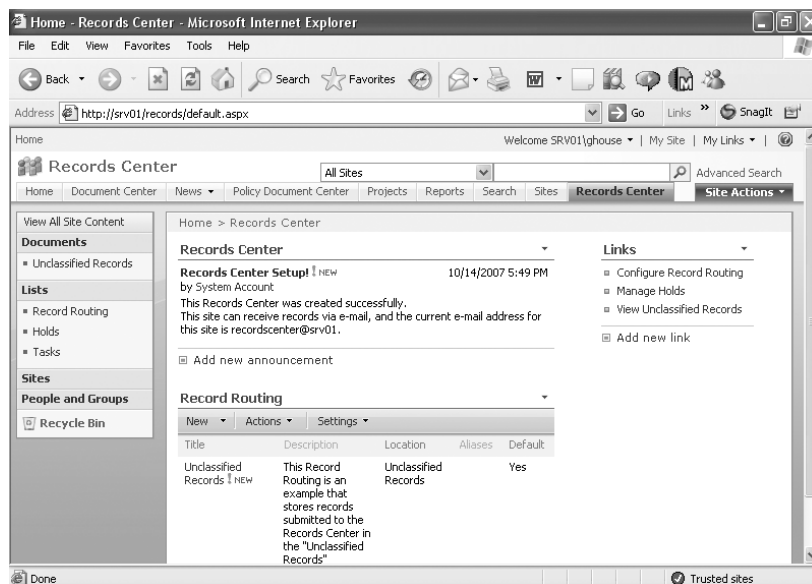 Home - Records Center - Microsoft Internet Explorer
File Edit View Favorites Tools Help
Back Search Favorites
Address http://srv01/records/default.aspx Go Links » SnagIt
Home Welcome SRV01\ghouse | My Site | My Links |
Records Center All Sites Advanced Search
Home Document Center News Policy Document Center Projects Reports Search Sites Records Center Site Actions
View All Site Content
Documents
Unclassified Records
Lists
Record Routing
Holds
Tasks
Sites
People and Groups
Recycle Bin
Home > Records Center
Records Center
Records Center Setup! ! NEW 10/14/2007 5:49 PM
by System Account
This Records Center was created successfully.
This site can receive records via e-mail, and the current e-mail address for
this site is recordscenter@srv01.
Add new announcement
Record Routing
New Actions Settings
Title Description Location Aliases Default
Unclassified
Records ! NEW
This Record
Routing is an
example that
stores records
submitted to the
Records Center in
the "Unclassified
Records"
Unclassified
Records
Yes
Links
Configure Record Routing
Manage Holds
View Unclassified Records
Add new link
Done Trusted sites